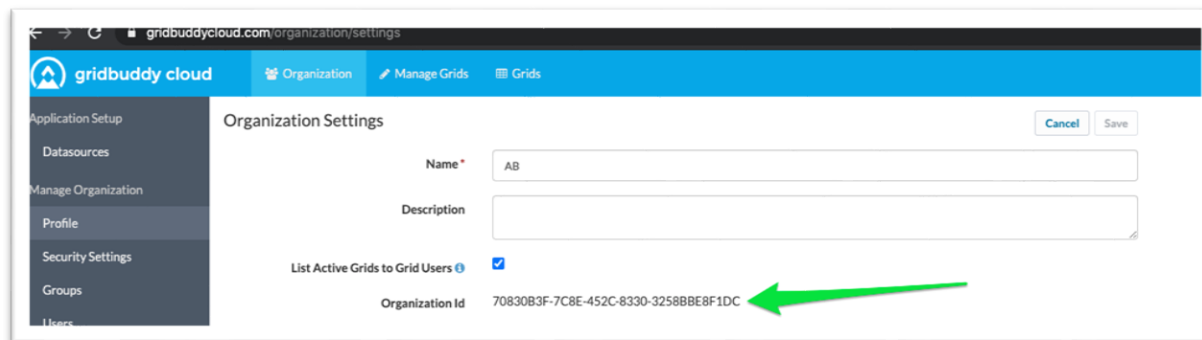 gridbuddycloud.com/organization/settings
gridbuddy cloud Organization Manage Grids Grids
Application Setup
Datasources
Manage Organization
Profile
Security Settings
Groups
Users
Organization Settings
Cancel Save
Name* AB
Description
List Active Grids to Grid Users
Organization Id 70830B3F-7C8E-452C-8330-3258BBE8F1DC